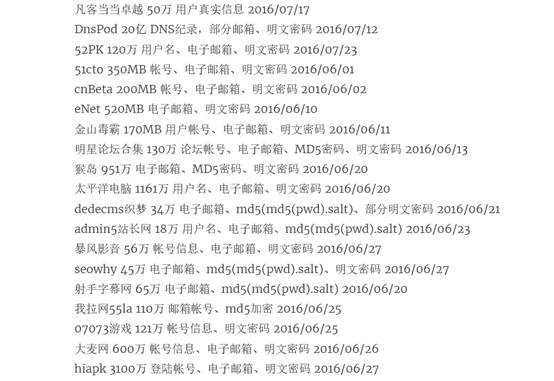 凡客当当卓越 50万 用户真实信息 2016/07/17
DnsPod 20亿 DNS纪录，部分邮箱、明文密码 2016/07/12
52PK 120万 用户名、电子邮箱、明文密码 2016/07/23
51cto 350MB 帐号、电子邮箱、明文密码 2016/06/01
cnBeta 200MB 帐号、电子邮箱、明文密码 2016/06/02
eNet 520MB 电子邮箱、明文密码 2016/06/10
金山毒霸 170MB 用户帐号、电子邮箱、明文密码 2016/06/11
明星论坛合集 130万 论坛帐号、电子邮箱、MD5密码、明文密码 2016/06/13
猴岛 951万 电子邮箱、MD5密码、明文密码 2016/06/20
太平洋电脑 1161万 用户名、电子邮箱、明文密码 2016/06/20
dedecms织梦 34万 电子邮箱、md5(md5(pwd).salt)、部分明文密码 2016/06/21
admin5站长网 18万 用户名、电子邮箱、md5(md5(pwd).salt) 2016/06/23
暴风影音 56万 帐号信息、电子邮箱、明文密码 2016/06/27
seowhy 45万 电子邮箱、md5(md5(pwd).salt)、明文密码 2016/06/27
射手字幕网 65万 电子邮箱、md5(md5(pwd).salt) 2016/06/20
我拉网55la 110万 邮箱帐号、md5加密 2016/06/25
07073游戏 121万 帐号信息、明文密码 2016/06/25
大麦网 600万 帐号信息、电子邮箱、明文密码 2016/06/26
hiapk 3100万 登陆帐号、电子邮箱、明文密码 2016/06/27